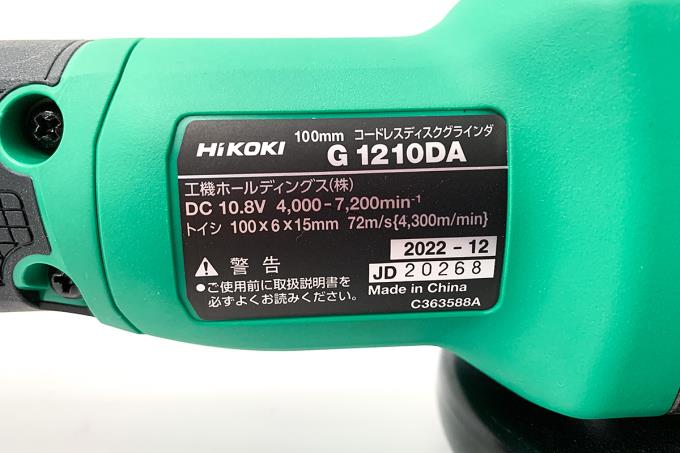 100mm コードレスディスクグラインダ
HiKOKI G 1210DA
工機ホールディングス(株)
DC 10.8V 4,000-7,200min⁻¹
トイシ 100×6×15mm 72m/s{4,300m/min}
2022 - 12
警告 JD 20268
●ご使用前に取扱説明書を Made in China
必ずよくお読みください。 C363588A